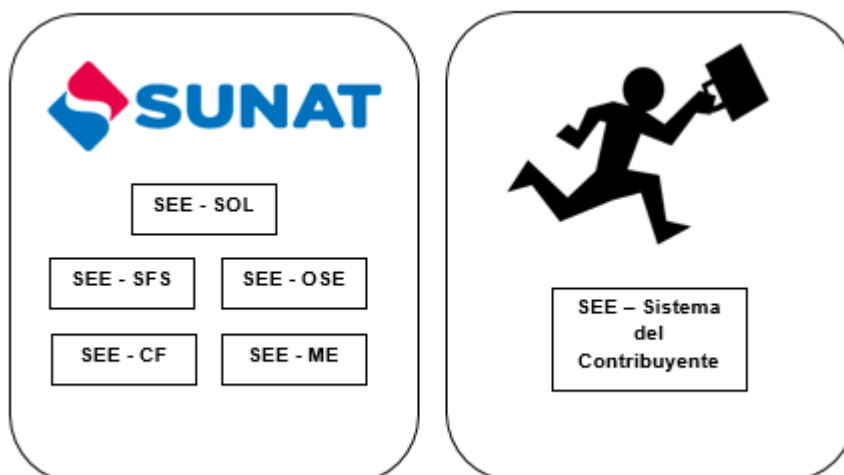 SUNAT
SEE - SOL
SEE - SFS
SEE - OSE
SEE - CF
SEE - ME
SEE – Sistema
del
Contribuyente